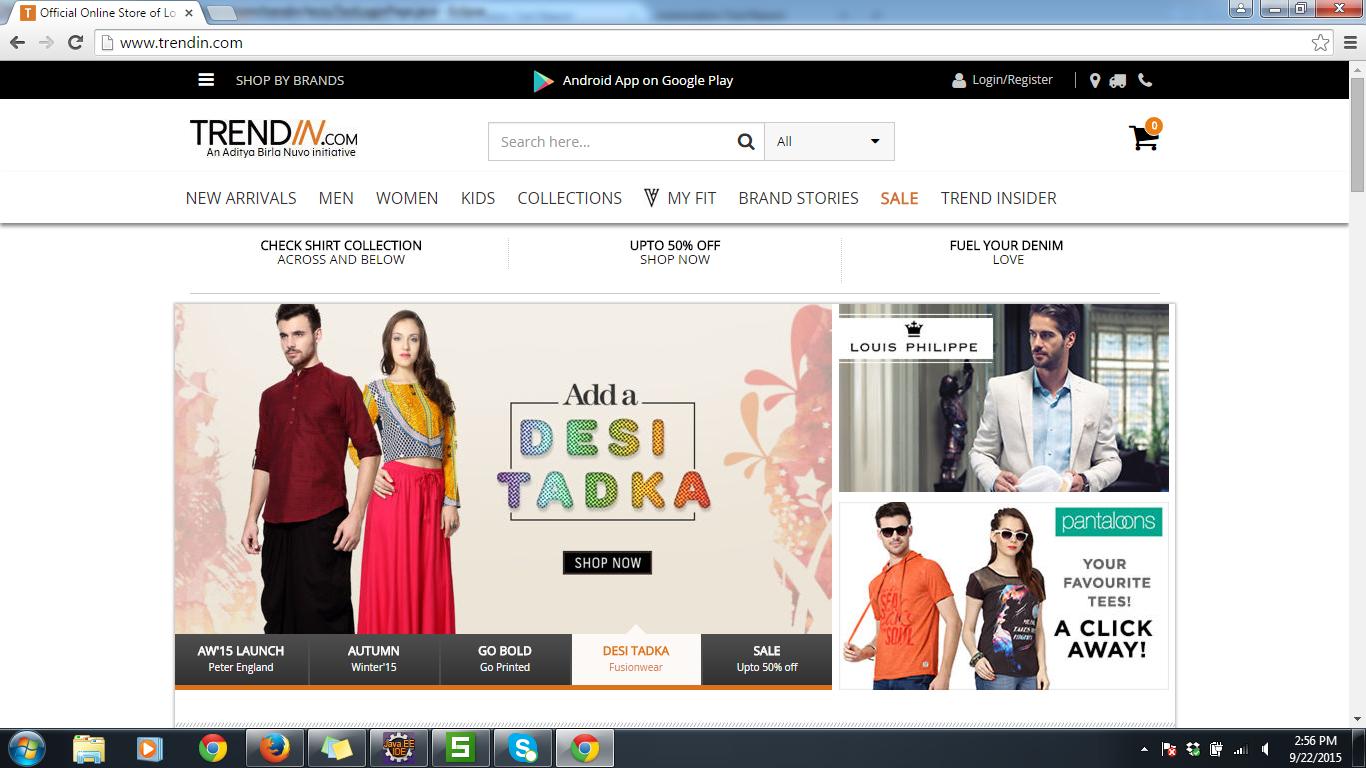 Official Online Store of Lo
www.trendin.com
SHOP BY BRANDS
Android App on Google Play
Login/Register
TRENDIN.COM
An Aditya Birla Nuvo initiative
Search here...
All
0
NEW ARRIVALS MEN WOMEN KIDS COLLECTIONS MY FIT BRAND STORIES SALE TREND INSIDER
CHECK SHIRT COLLECTION
ACROSS AND BELOW
UPTO 50% OFF
SHOP NOW
FUEL YOUR DENIM
LOVE
Add a
DESI
TADKA
SHOP NOW
LOUIS PHILIPPE
pantaloons
YOUR
FAVOURITE
TEES!
A CLICK
AWAY!
AW'15 LAUNCH
Peter England
AUTUMN
Winter'15
GO BOLD
Go Printed
DESI TADKA
Fusionwear
SALE
Upto 50% off
Java EE
IDE
2:56 PM
9/22/2015